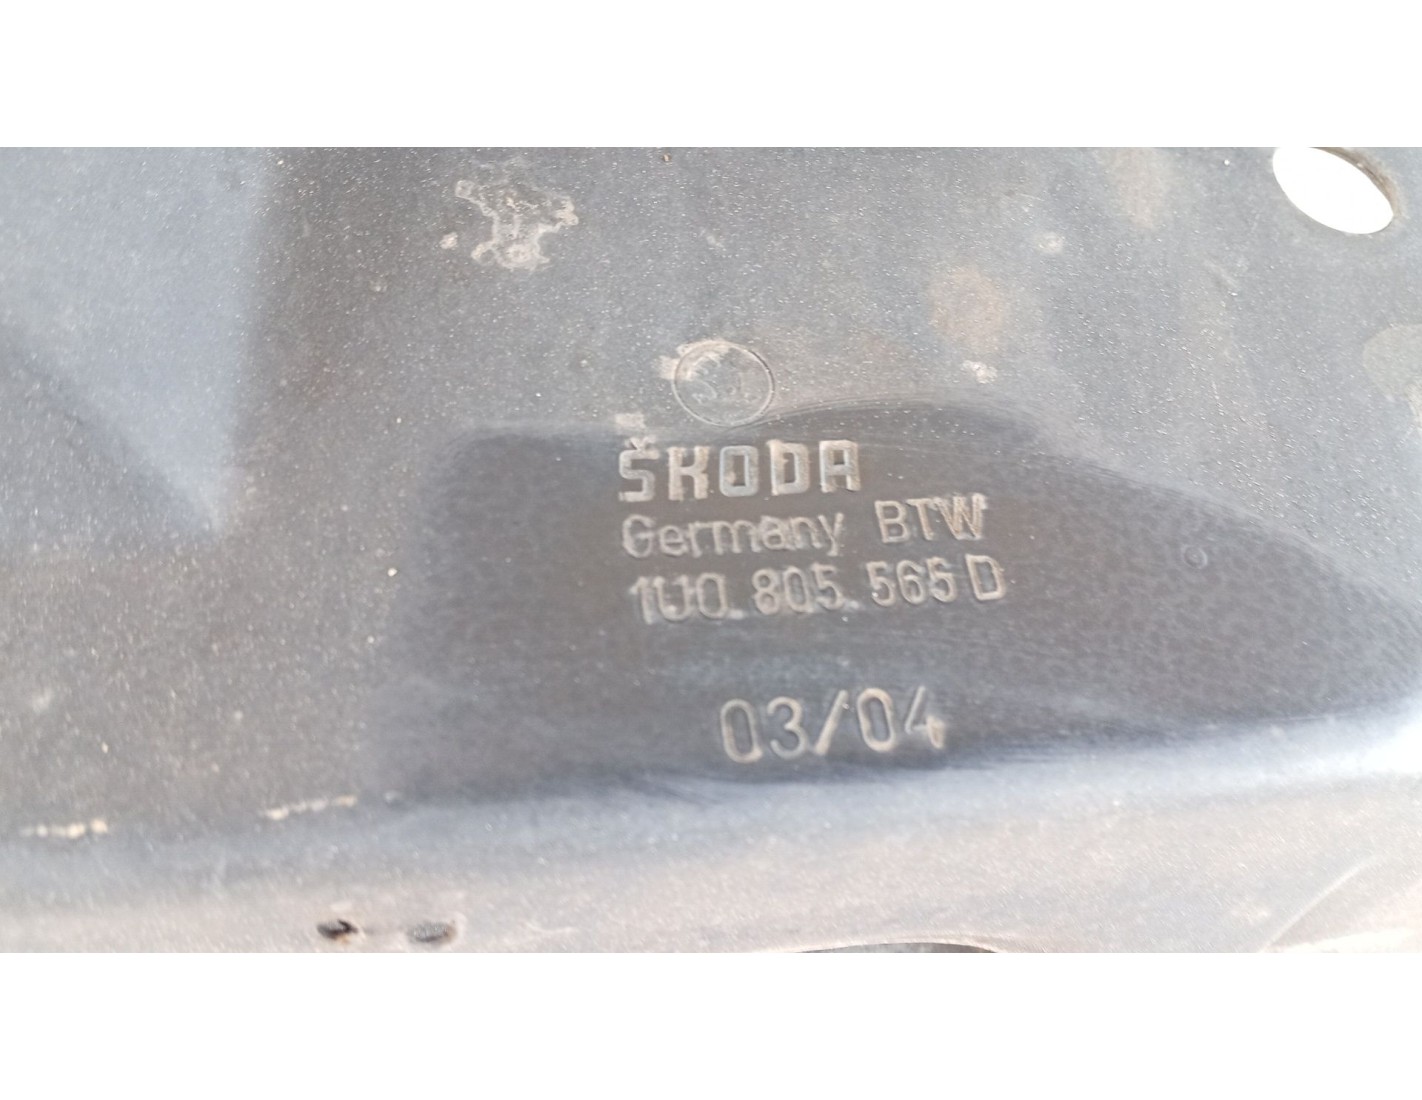 ŠKODA
Germany BTW
1U0 805 565 D
03/04